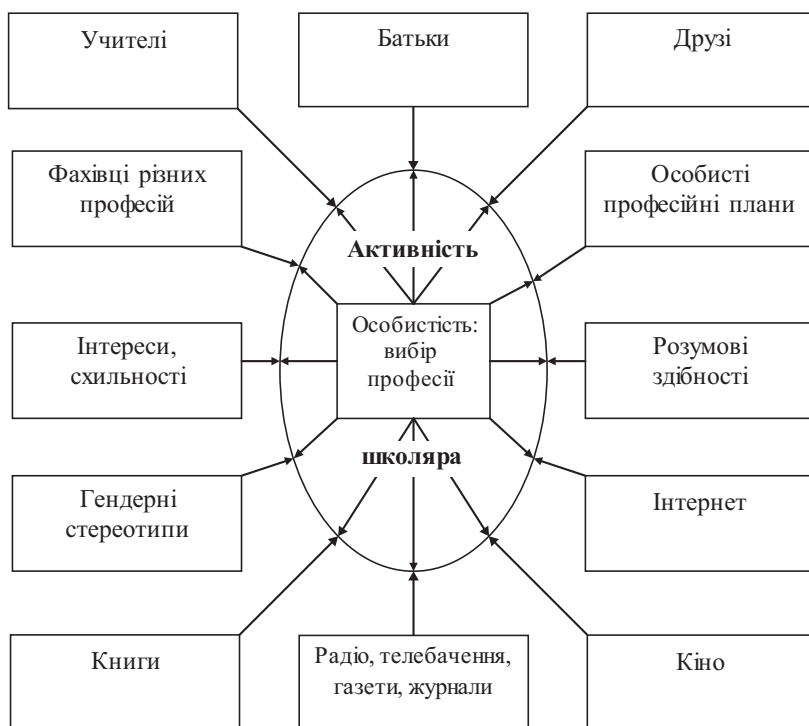 Учителі
Батьки
Друзі
Фахівці різних
професій
Особисті
професійні плани
Активність
Інтереси,
схильності
Особистість:
вибір
професії
Розумові
здібності
школяра
Гендерні
стереотипи
Інтернет
Книги
Радіо, телебачення,
газети, журнали
Кіно